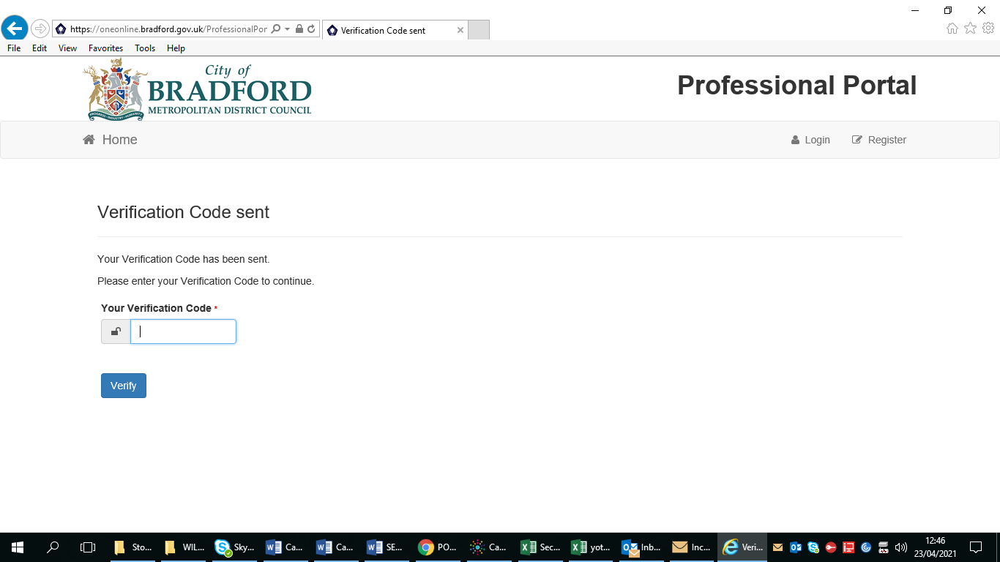 https://oneonline.bradford.gov.uk/ProfessionalPor
Verification Code sent
File Edit View Favorites Tools Help
City of
BRADFORD
METROPOLITAN DISTRICT COUNCIL
PROGRESS · INDUSTRY · HUMANITY
Professional Portal
Home
Login
Register
Verification Code sent
Your Verification Code has been sent.
Please enter your Verification Code to continue.
Your Verification Code *
Verify
Sto...
WIL...
Sky...
Ca...
Ca...
SE...
PO...
Ca...
Sec...
yot...
Inb...
Inc...
Veri...
12:46
23/04/2021